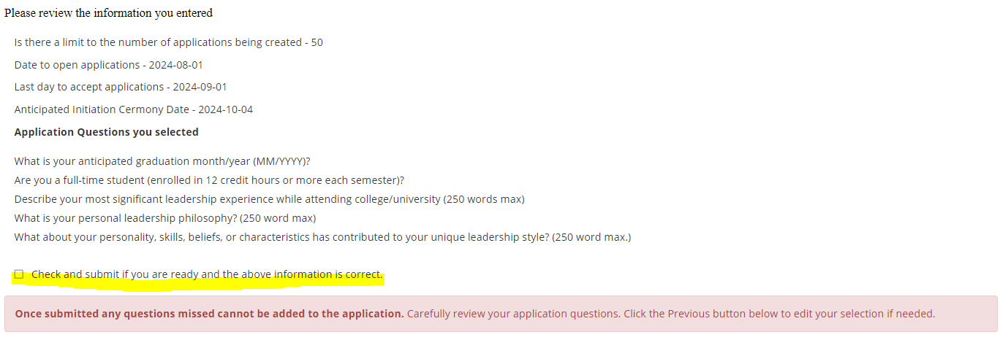 Please review the information you entered
Is there a limit to the number of applications being created - 50
Date to open applications - 2024-08-01
Last day to accept applications - 2024-09-01
Anticipated Initiation Cermony Date - 2024-10-04
Application Questions you selected
What is your anticipated graduation month/year (MM/YYYY)?
Are you a full-time student (enrolled in 12 credit hours or more each semester)?
Describe your most significant leadership experience while attending college/university (250 words max)
What is your personal leadership philosophy? (250 word max)
What about your personality, skills, beliefs, or characteristics has contributed to your unique leadership style? (250 word max.)
Check and submit if you are ready and the above information is correct.
Once submitted any questions missed cannot be added to the application. Carefully review your application questions. Click the Previous button below to edit your selection if needed.